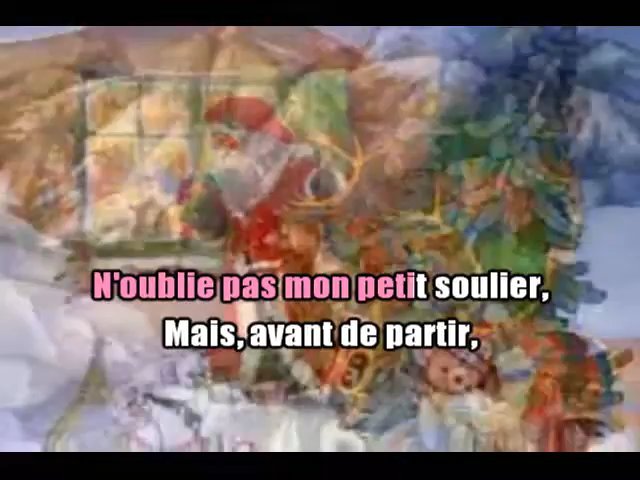 N'oublie pas mon petit soulier,
Mais, avant de partir,